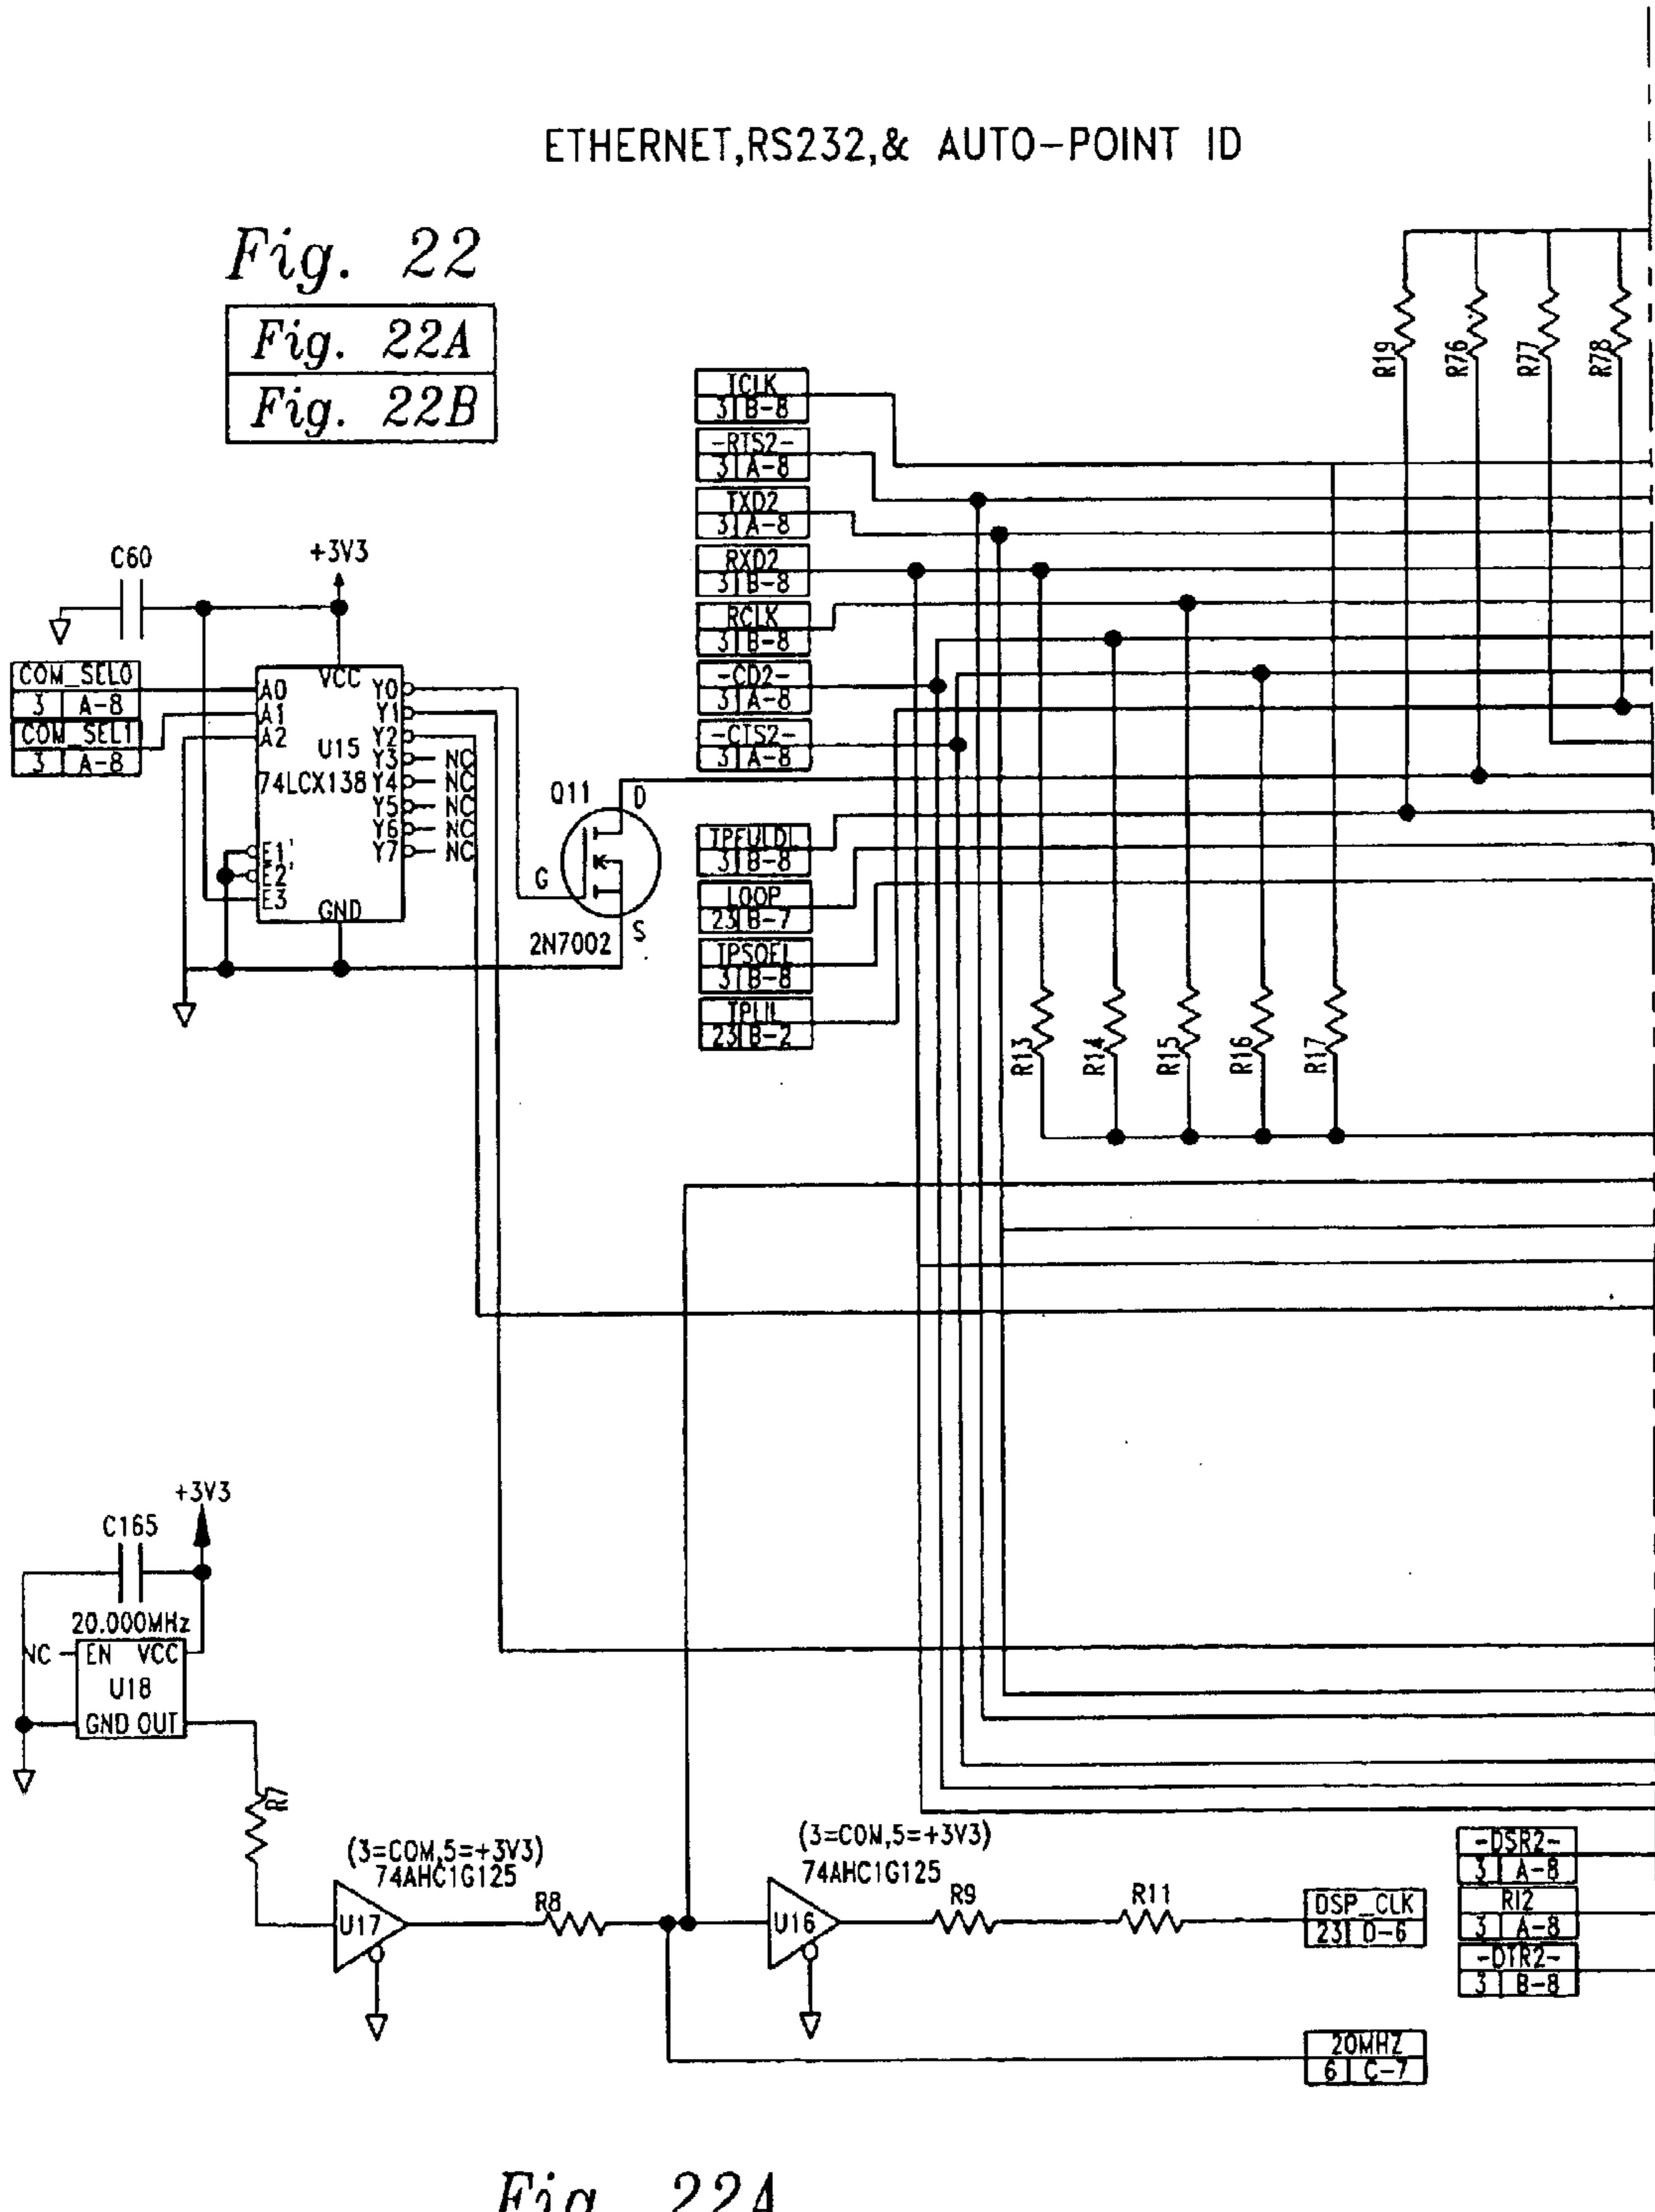 ETHERNET,RS232,& AUTO-POINT ID
Fig. 22
Fig. 22A
Fig. 22B
R19
R76
R77
R78
TCLK
3 B-8
-RTS2-
3 A-8
TXD2
3 A-8
RXD2
3 B-8
RCLK
3 B-8
-CD2-
3 A-8
-CTS2-
3 A-8
TPFULDL
3 B-8
LOOP
23 B-7
TPSQEL
3 B-8
23 B-2
C60
+3V3
COM_SEL0
3 A-8
COM_SEL1
3 A-8
VCC
A0
A1
A2
U15
74LCX138
E1'
E2'
E3
GND
Y0
Y1
Y2
Y3 NC
Y4 NC
Y5 NC
Y6 NC
Y7 NC
Q11
D
G
S
2N7002
R13
R14
R15
R16
R17
+3V3
C165
20.000MHz
NC
EN VCC
U18
GND OUT
R7
(3=COM,5=+3V3)
74AHC1G125
U17
R8
(3=COM,5=+3V3)
74AHC1G125
U16
R9
R11
DSP_CLK
23 D-6
-DSR2-
3 A-8
RI2
3 A-8
-DTR2-
3 B-8
20MHZ
6 C-7
Fig. 22A